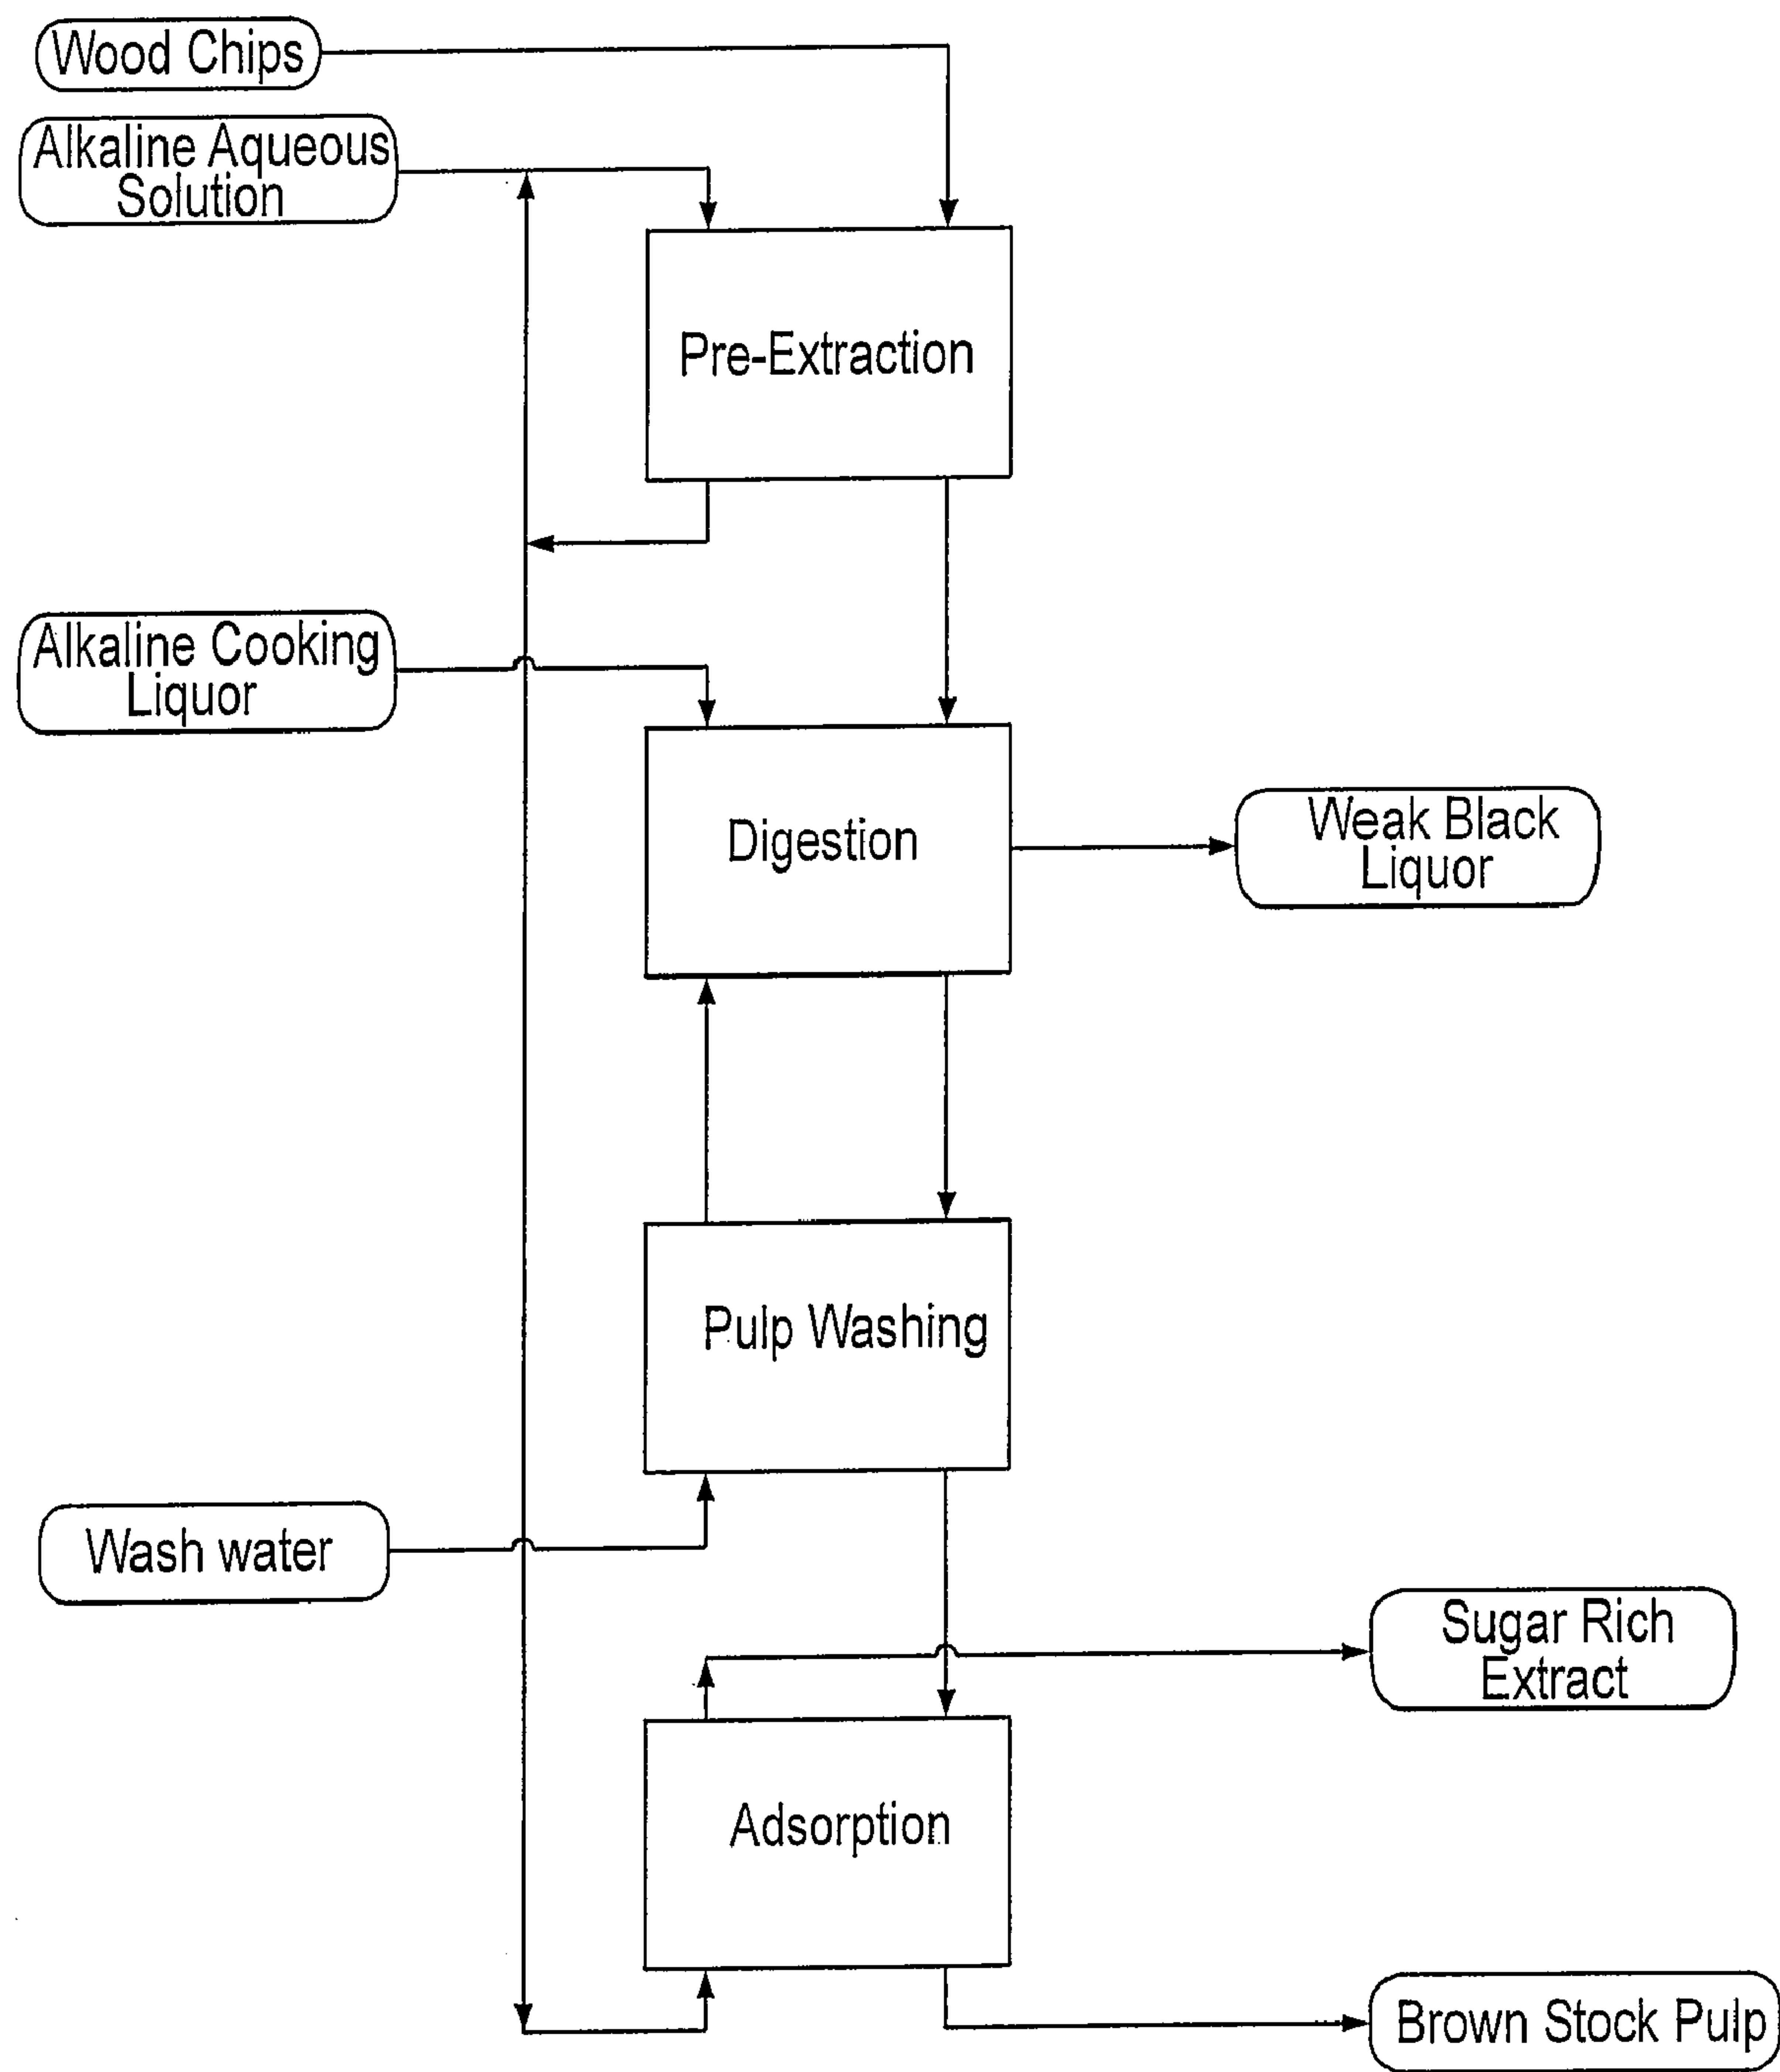 Wood Chips
Alkaline Aqueous
Solution
Pre-Extraction
Alkaline Cooking
Liquor
Digestion
Weak Black
Liquor
Pulp Washing
Wash water
Sugar Rich
Extract
Adsorption
Brown Stock Pulp